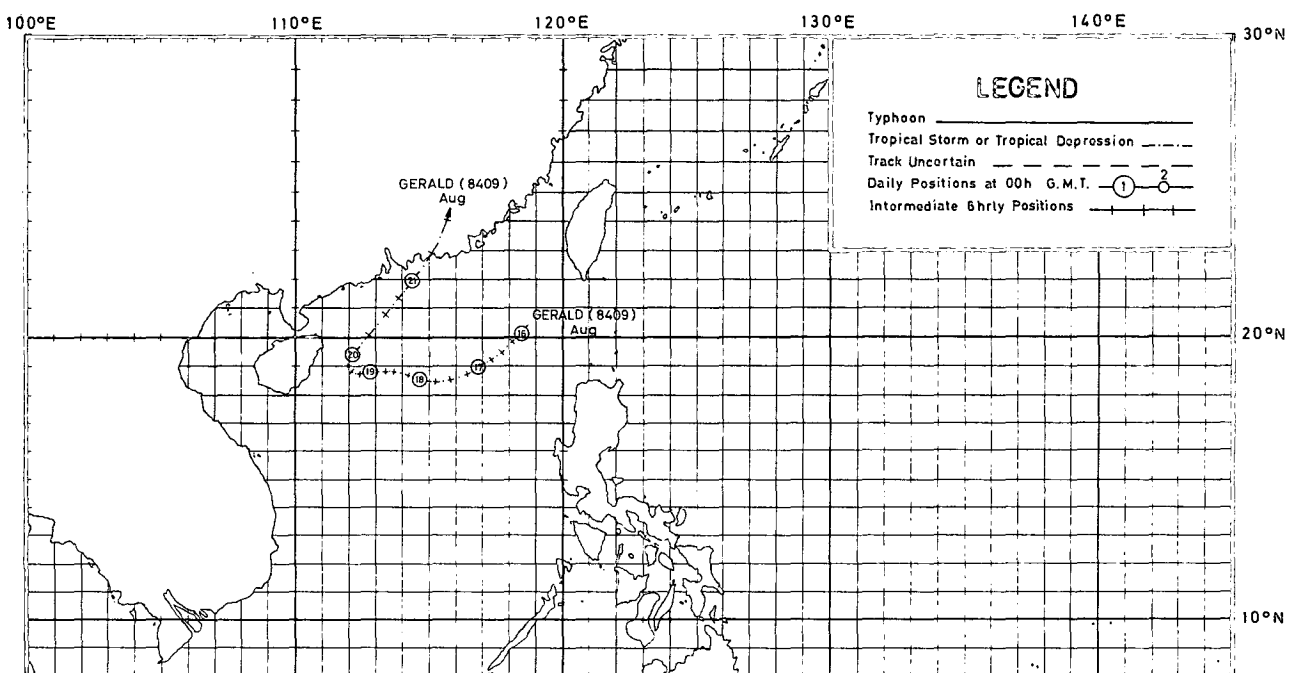 100°E 110°E 120°E 130°E 140°E
30°N
LEGEND
Typhoon
Tropical Storm or Tropical Depression
Track Uncertain
Daily Positions at 00h G.M.T. 1 2
Intermediate 6hrly Positions
GERALD (8409)
Aug
21
GERALD (8409)
Aug
16
20°N
20
19
18
17
10°N